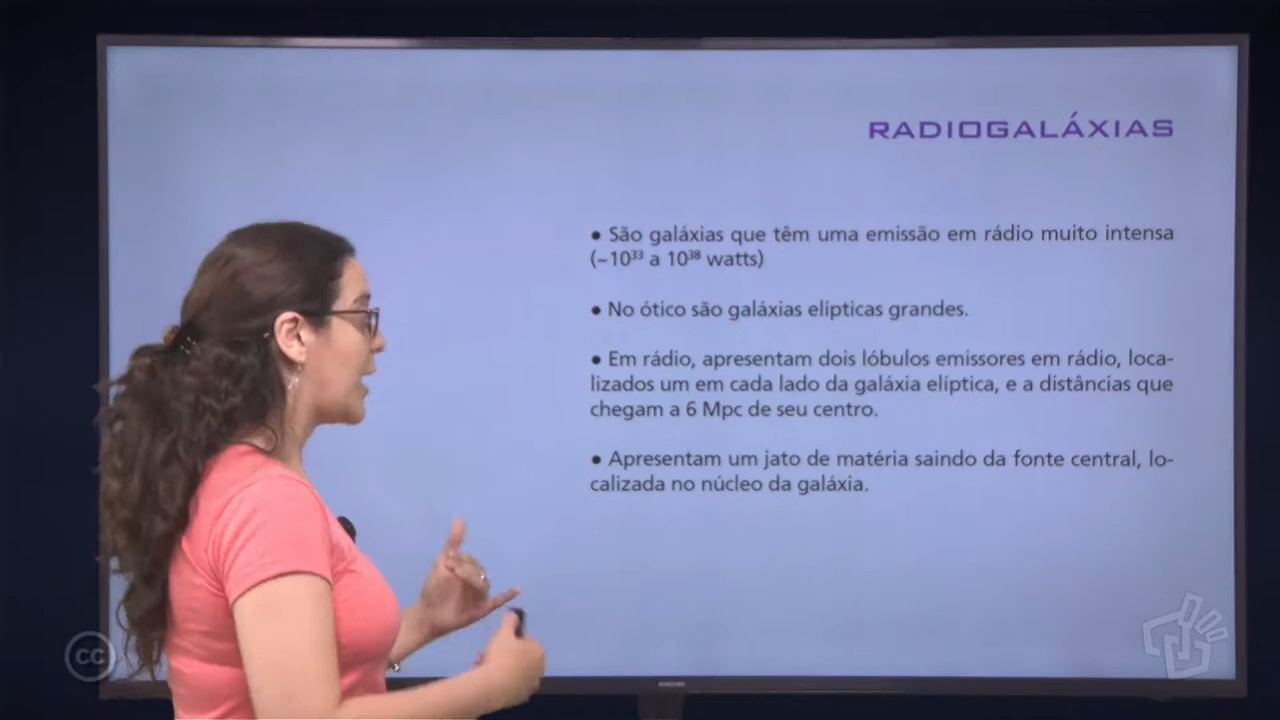 RADIOGALÁXIAS
● São galáxias que têm uma emissão em rádio muito intensa
(~10³³ a 10³⁸ watts)
● No ótico são galáxias elípticas grandes.
● Em rádio, apresentam dois lóbulos emissores em rádio, loca-
lizados um em cada lado da galáxia elíptica, e a distâncias que
chegam a 6 Mpc de seu centro.
● Apresentam um jato de matéria saindo da fonte central, lo-
calizada no núcleo da galáxia.
cc